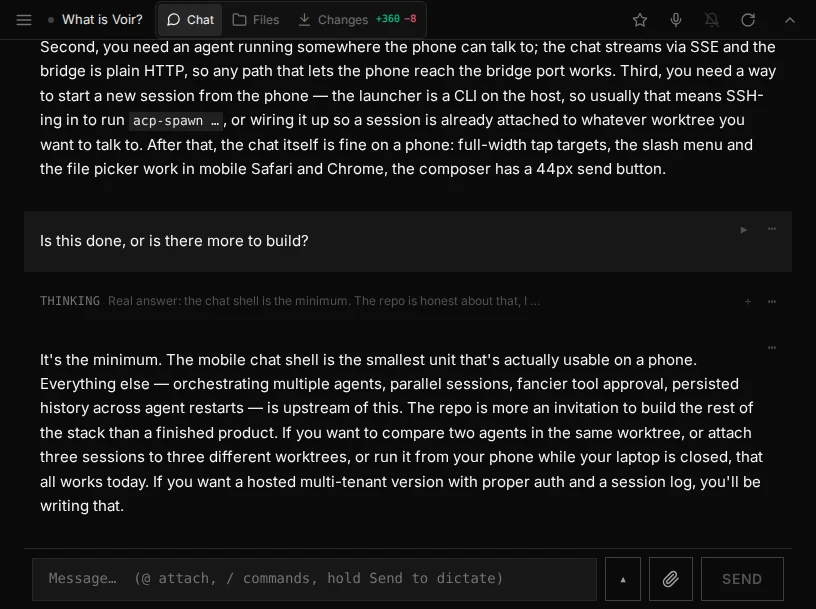 What is Voir? Chat Files Changes +360 −8
Second, you need an agent running somewhere the phone can talk to; the chat streams via SSE and the
bridge is plain HTTP, so any path that lets the phone reach the bridge port works. Third, you need a way
to start a new session from the phone — the launcher is a CLI on the host, so usually that means SSH-
ing in to run acp-spawn …, or wiring it up so a session is already attached to whatever worktree you
want to talk to. After that, the chat itself is fine on a phone: full-width tap targets, the slash menu and
the file picker work in mobile Safari and Chrome, the composer has a 44px send button.
Is this done, or is there more to build?
THINKING Real answer: the chat shell is the minimum. The repo is honest about that, I ...
It's the minimum. The mobile chat shell is the smallest unit that's actually usable on a phone.
Everything else — orchestrating multiple agents, parallel sessions, fancier tool approval, persisted
history across agent restarts — is upstream of this. The repo is more an invitation to build the rest of
the stack than a finished product. If you want to compare two agents in the same worktree, or attach
three sessions to three different worktrees, or run it from your phone while your laptop is closed, that
all works today. If you want a hosted multi-tenant version with proper auth and a session log, you'll be
writing that.
Message… (@ attach, / commands, hold Send to dictate)
SEND